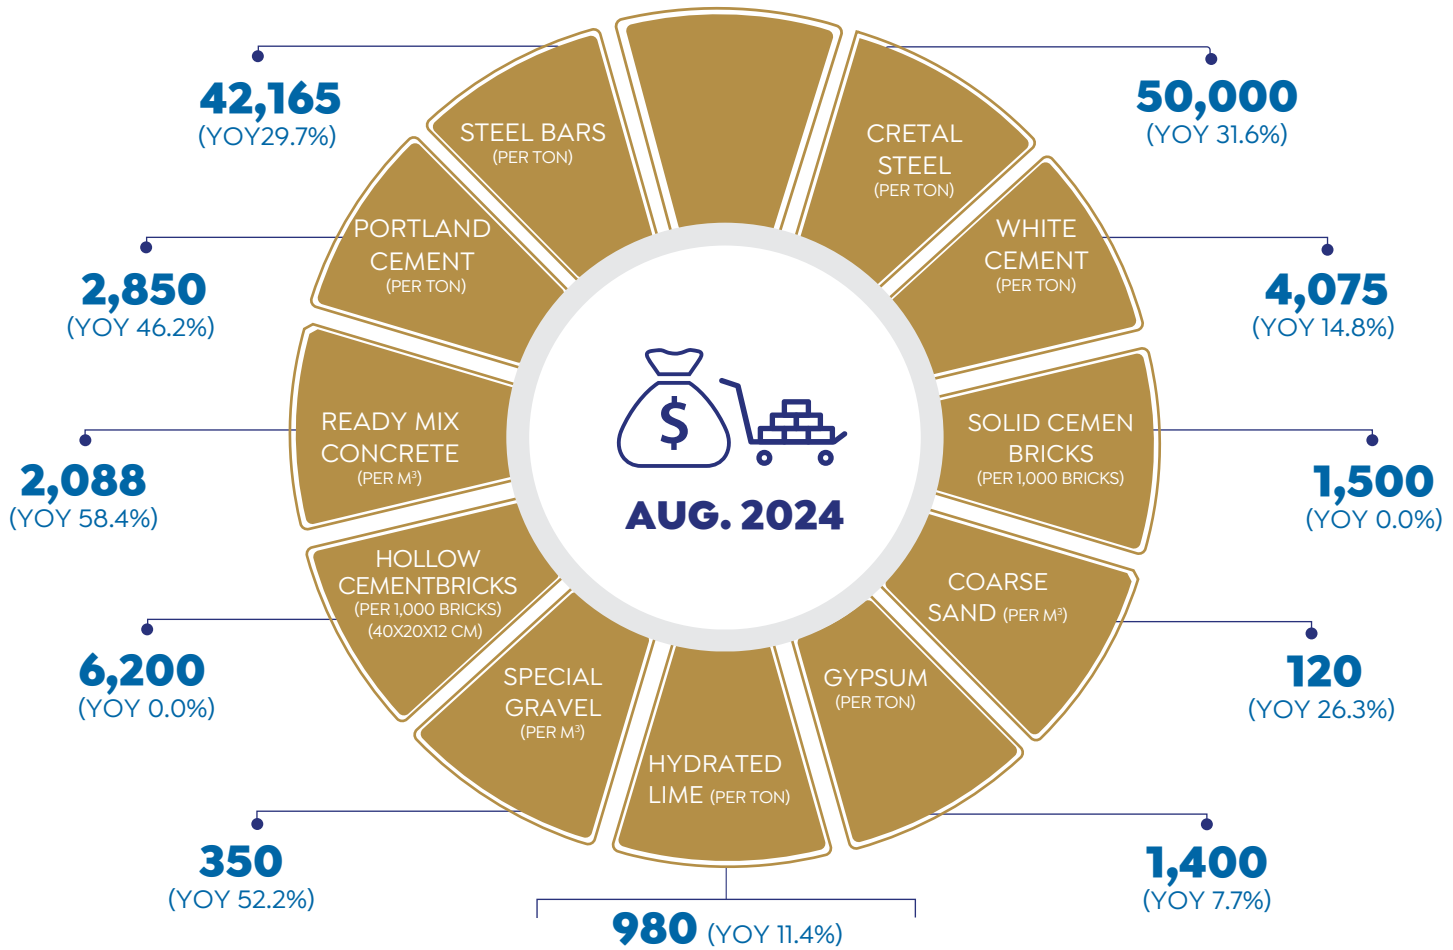 42,165
(YOY29.7%)
STEEL BARS
(PER TON)
CRETAL
STEEL
(PER TON)
50,000
(YOY 31.6%)
2,850
(YOY 46.2%)
PORTLAND
CEMENT
(PER TON)
WHITE
CEMENT
(PER TON)
4,075
(YOY 14.8%)
2,088
(YOY 58.4%)
READY MIX
CONCRETE
(PER M³)
$
AUG. 2024
SOLID CEMEN
BRICKS
(PER 1,000 BRICKS)
1,500
(YOY 0.0%)
6,200
(YOY 0.0%)
HOLLOW
CEMENTBRICKS
(PER 1,000 BRICKS)
(40X20X12 CM)
COARSE
SAND (PER M³)
120
(YOY 26.3%)
350
(YOY 52.2%)
SPECIAL
GRAVEL
(PER M³)
HYDRATED
LIME (PER TON)
980 (YOY 11.4%)
GYPSUM
(PER TON)
1,400
(YOY 7.7%)